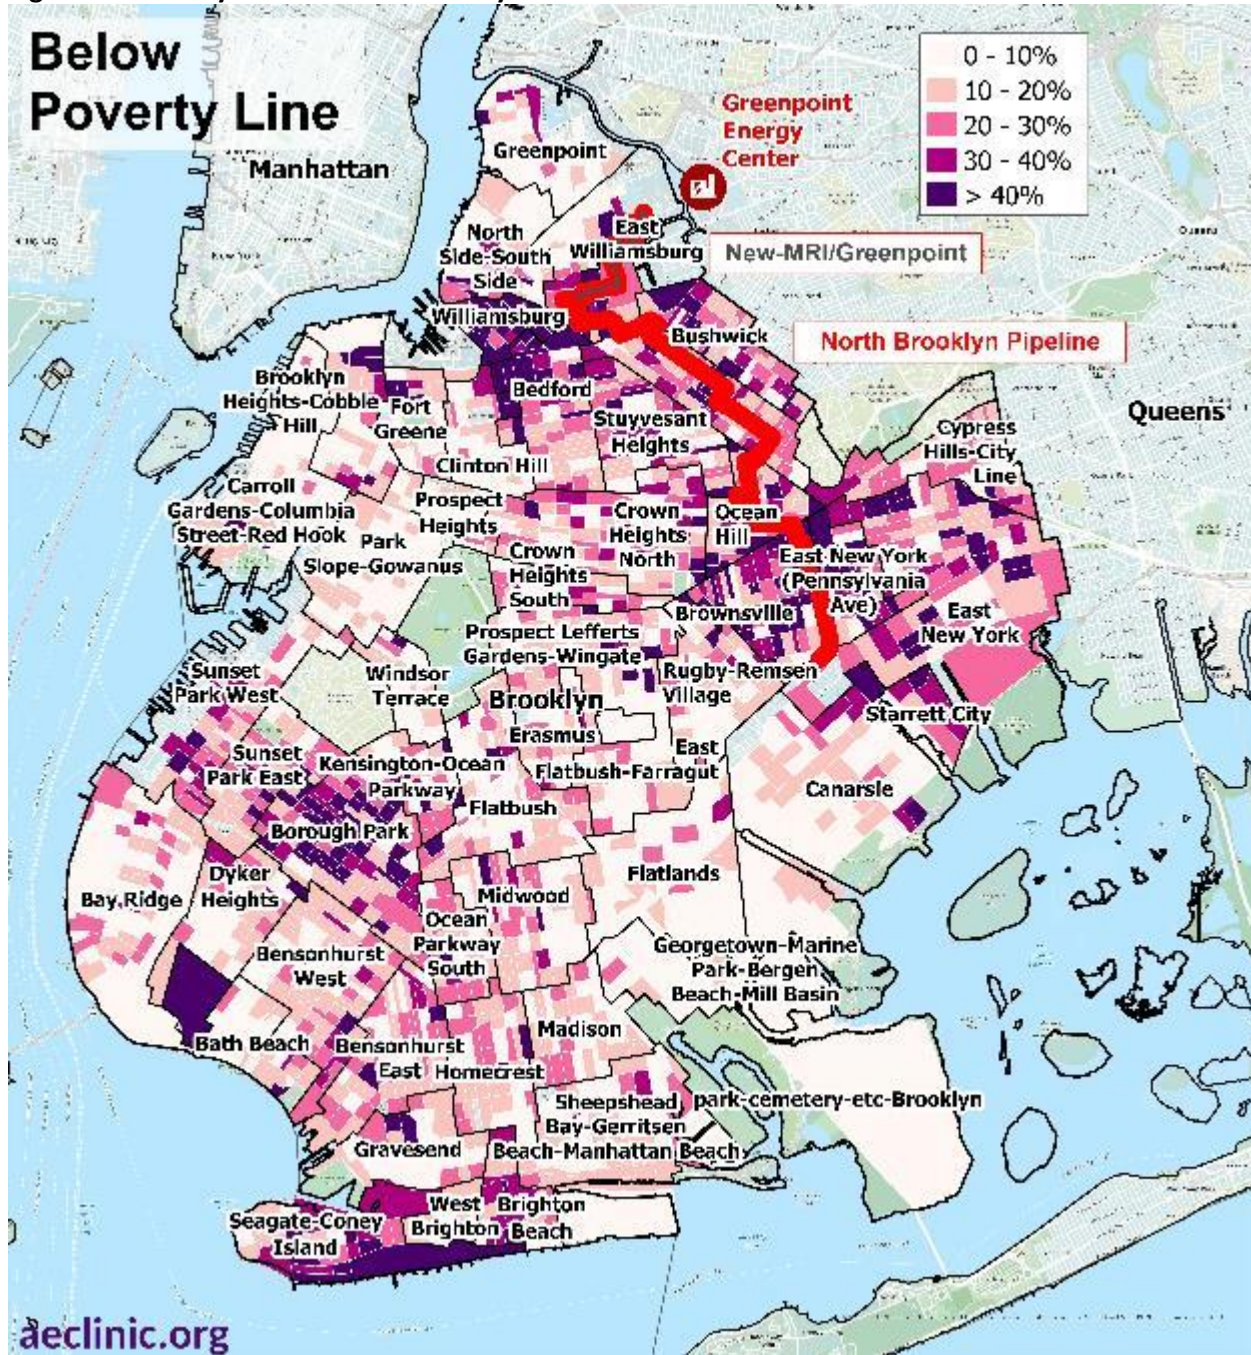 Below
Poverty Line
0 - 10%
10 - 20%
20 - 30%
30 - 40%
> 40%
Greenpoint
Energy
Center
Manhattan
Greenpoint
North
Side-South
Side
East
Williamsburg
New-MRI/Greenpoint
Williamsburg
Bushwick
North Brooklyn Pipeline
Brooklyn
Heights-Cobble
Hill
Fort
Greene
Bedford
Stuyvesant
Heights
Queens
Cypress
Hills-City
Line
Clinton Hill
Carroll
Gardens-Columbia
Street-Red Hook
Park
Slope-Gowanus
Prospect
Heights
Crown
Heights
North
Ocean
Hill
Crown
Heights
South
East New York
(Pennsylvania
Ave)
Brownsville
East
New York
Prospect Lefferts
Gardens-Wingate
Rugby-Remsen
Village
Sunset
Park West
Windsor
Terrace
Brooklyn
Erasmus
Starrett City
Sunset
Park East
Kensington-Ocean
Parkway
East
Flatbush-Farragut
Flatbush
Canarsie
Borough Park
Dyker
Heights
Bay Ridge
Midwood
Flatlands
Ocean
Parkway
South
Bensonhurst
West
Georgetown-Marine
Park-Bergen
Beach-Mill Basin
Madison
Bath Beach
Bensonhurst
East
Homecrest
Sheepshead
Bay-Gerritsen
Beach-Manhattan Beach
park-cemetery-etc-Brooklyn
Gravesend
West
Brighton
Brighton
Beach
Seagate-Coney
Island
aeclinic.org